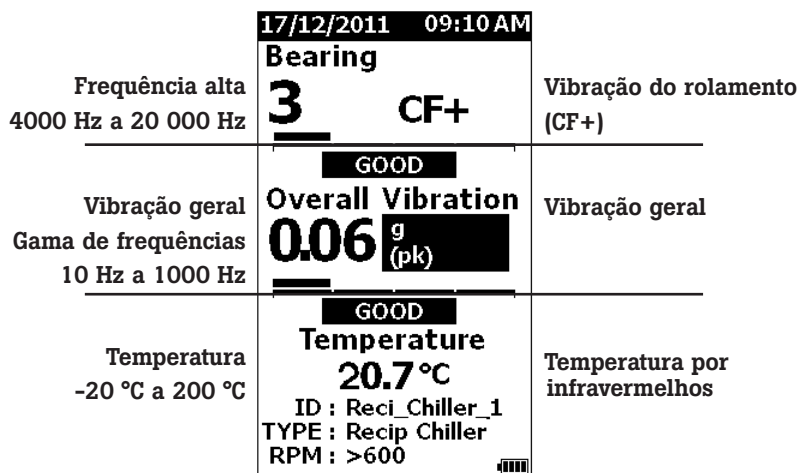 17/12/2011 09:10 AM
Bearing
3 CF+
GOOD
Overall Vibration
0.06 g
(pk)
GOOD
Temperature
20.7 °C
ID : Reci_Chiller_1
TYPE : Recip Chiller
RPM : >600
Frequência alta
4000 Hz a 20 000 Hz
Vibração geral
Gama de frequências
10 Hz a 1000 Hz
Temperatura
-20 °C a 200 °C
Vibração do rolamento
(CF+)
Vibração geral
Temperatura por
infravermelhos